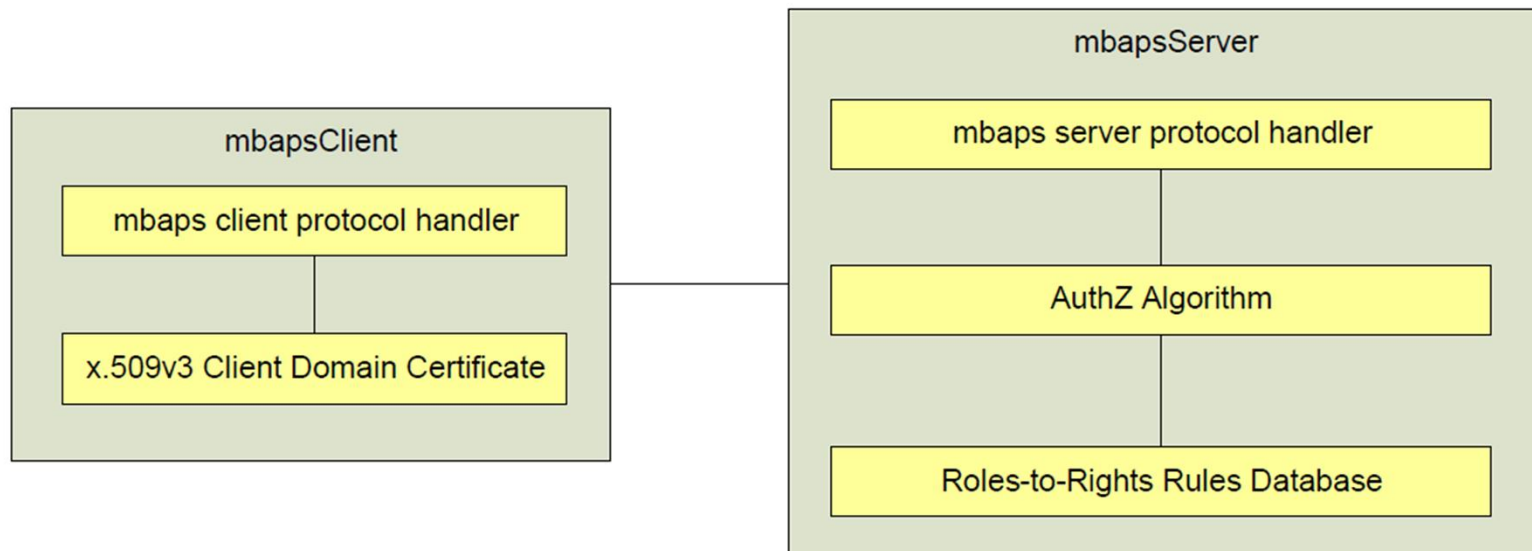 mbapsClient
mbaps client protocol handler
x.509v3 Client Domain Certificate
mbapsServer
mbaps server protocol handler
AuthZ Algorithm
Roles-to-Rights Rules Database